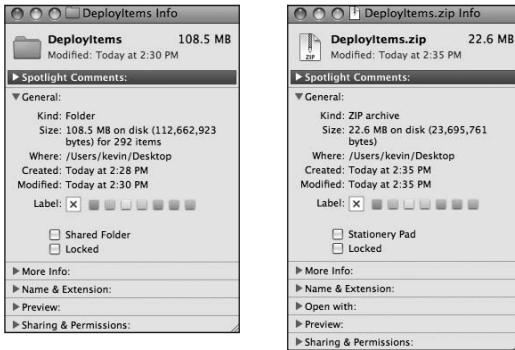 DeployItems Info
DeployItems 108.5 MB
Modified: Today at 2:30 PM
Spotlight Comments:
General:
Kind: Folder
Size: 108.5 MB on disk (112,662,923
bytes) for 292 items
Where: /Users/kevin/Desktop
Created: Today at 2:28 PM
Modified: Today at 2:30 PM
Label:
Shared Folder
Locked
More Info:
Name & Extension:
Preview:
Sharing & Permissions:
DeployItems.zip Info
ZIP
DeployItems.zip 22.6 MB
Modified: Today at 2:35 PM
Spotlight Comments:
General:
Kind: ZIP archive
Size: 22.6 MB on disk (23,695,761
bytes)
Where: /Users/kevin/Desktop
Created: Today at 2:35 PM
Modified: Today at 2:35 PM
Label:
Stationery Pad
Locked
More Info:
Name & Extension:
Open with:
Preview:
Sharing & Permissions: